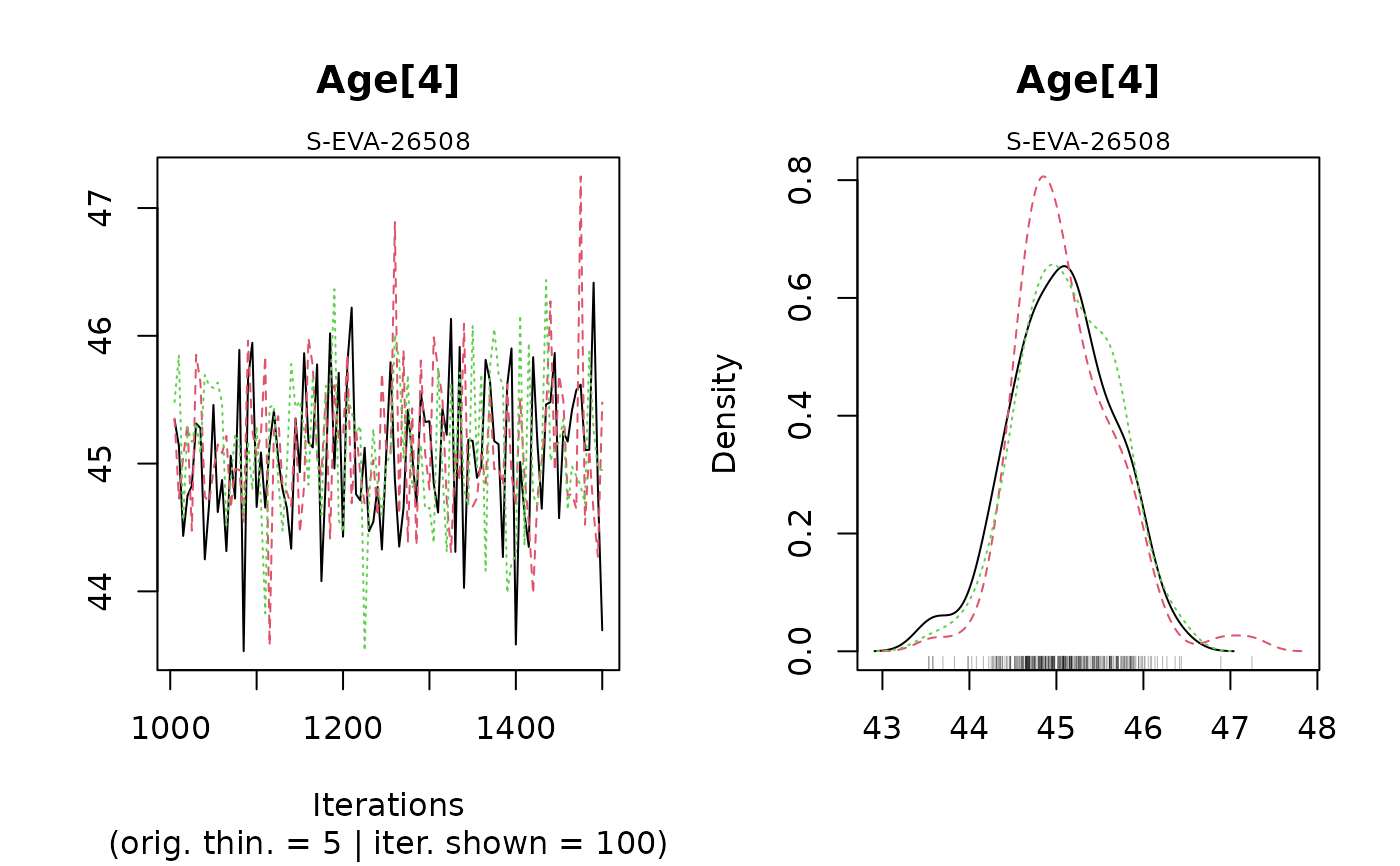 Age[4]
S-EVA-26508
47
46
45
44
1000 1200 1400
Iterations
(orig. thin. = 5 | iter. shown = 100)
Age[4]
S-EVA-26508
Density
0.8
0.6
0.4
0.2
0.0
43 44 45 46 47 48